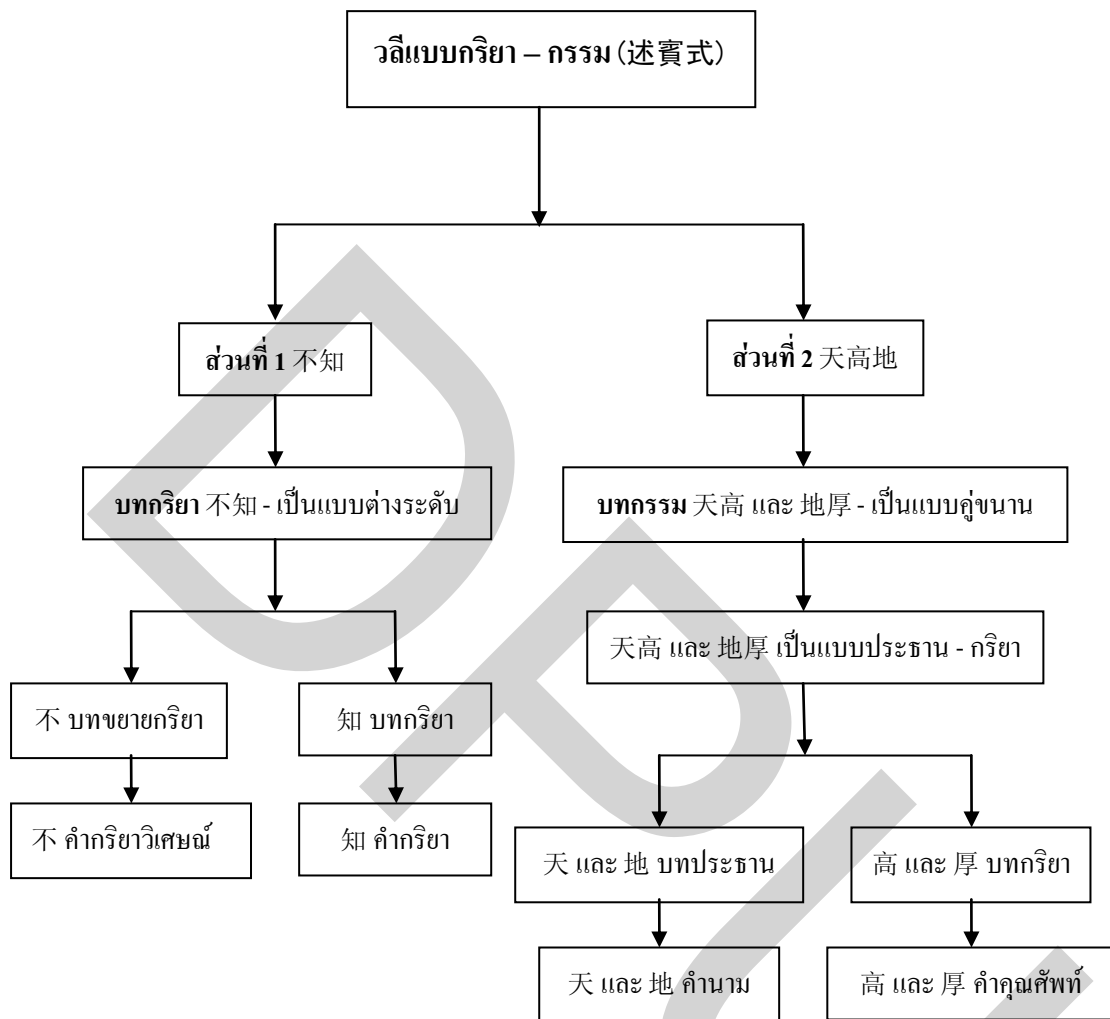 วลีแบบกริยา – กรรม (述賓式)
ส่วนที่ 1 不知
ส่วนที่ 2 天高地
บทกริยา 不知 - เป็นแบบต่างระดับ
บทกรรม 天高 และ 地厚 - เป็นแบบคู่ขนาน
天高 และ 地厚 เป็นแบบประธาน - กริยา
不 บทขยายกริยา
知 บทกริยา
不 คำกริยาวิเศษณ์
知 คำกริยา
天 และ 地 บทประธาน
高 และ 厚 บทกริยา
天 และ 地 คำนาม
高 และ 厚 คำคุณศัพท์